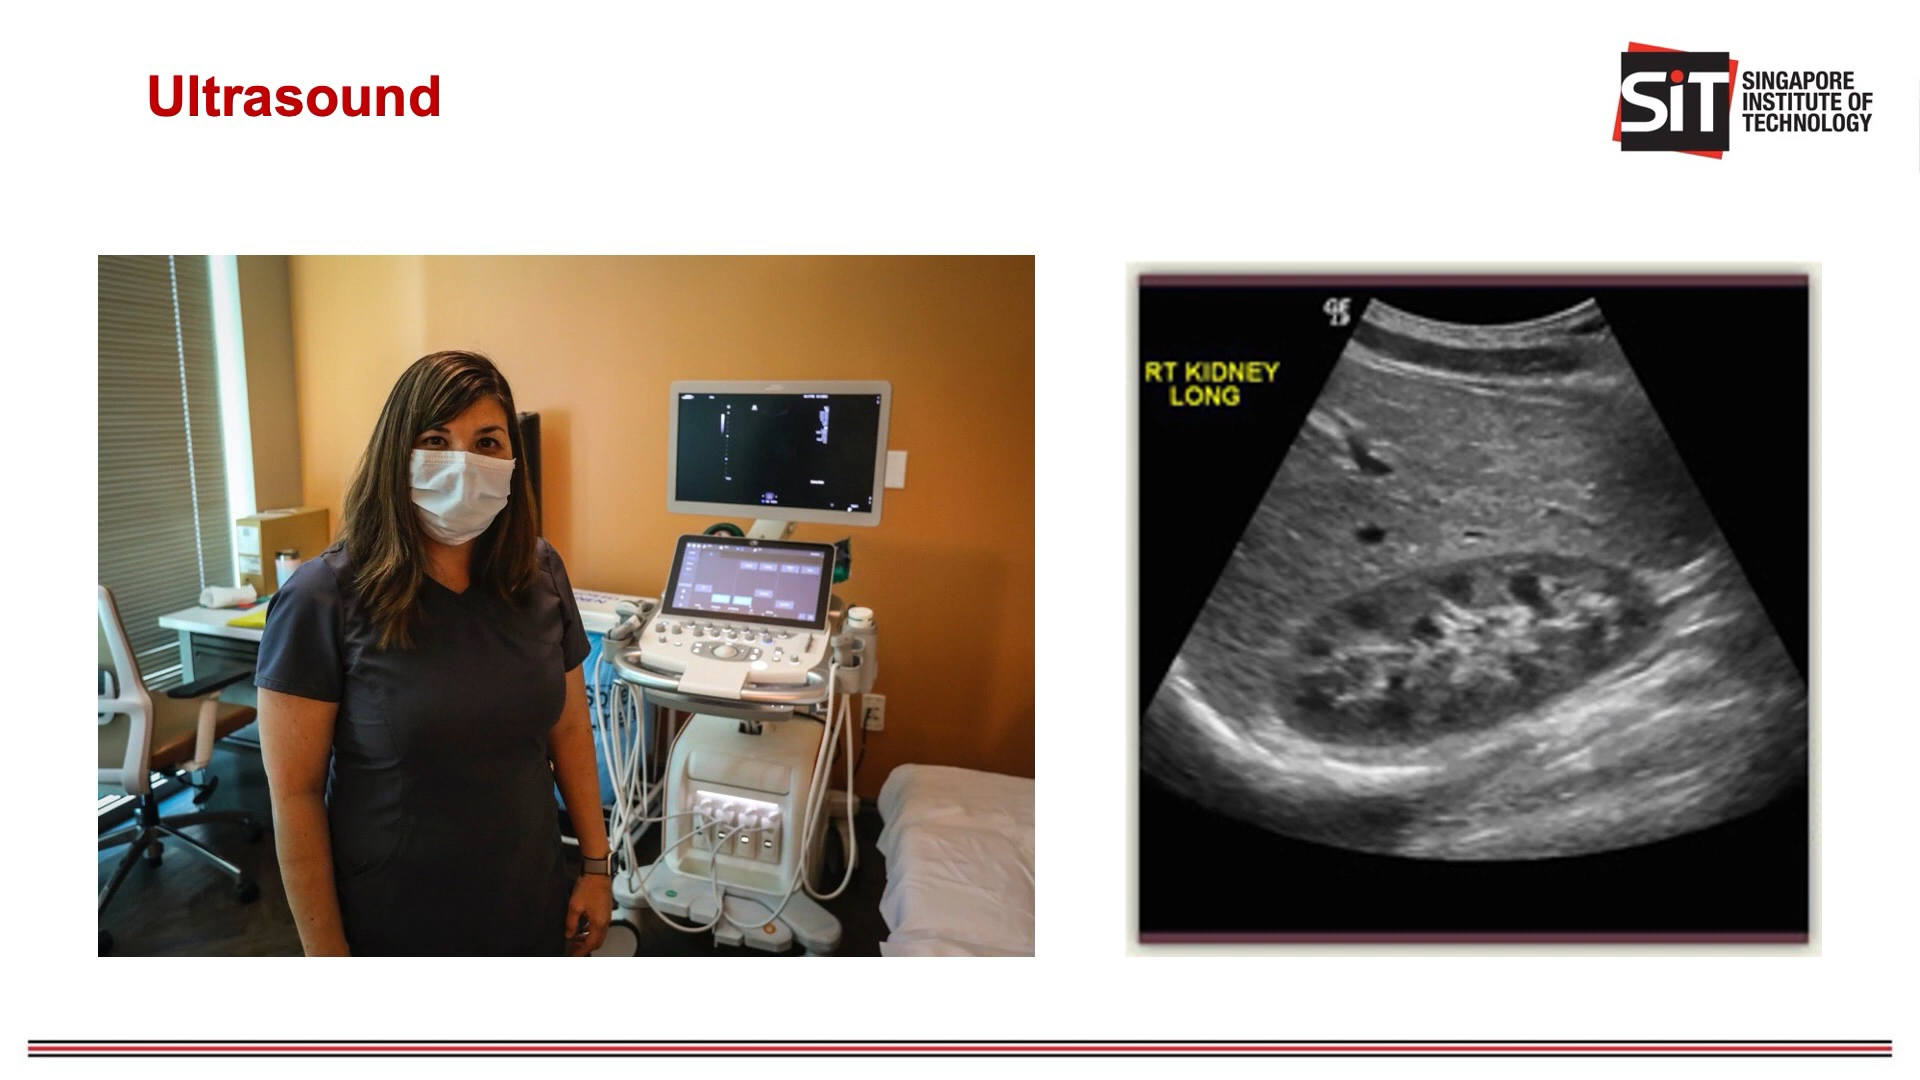 Ultrasound
SiT
SINGAPORE
INSTITUTE OF
TECHNOLOGY
RT KIDNEY
LONG